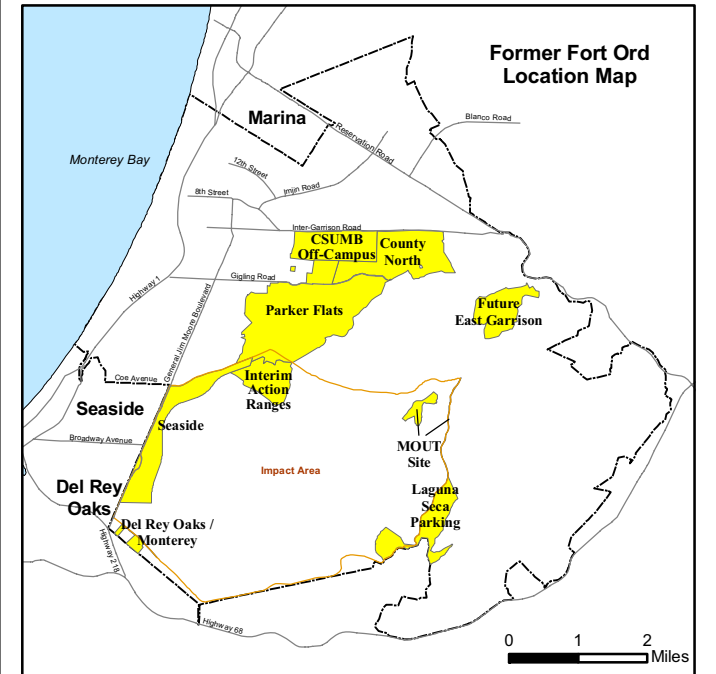 Former Fort Ord
Location Map
Marina
Blanco Road
Reservation Road
Monterey Bay
12th Street
Imjin Road
8th Street
Inter-Garrison Road
CSUMB
Off-Campus
County
North
Gigling Road
Highway 1
General Jim Moore Boulevard
Parker Flats
Future
East Garrison
Coe Avenue
Interim
Action
Ranges
Seaside
Seaside
Broadway Avenue
MOUT
Site
Impact Area
Del Rey
Oaks
Laguna
Seca
Parking
Del Rey Oaks /
Monterey
Highway 218
Highway 68
0 1 2
Miles